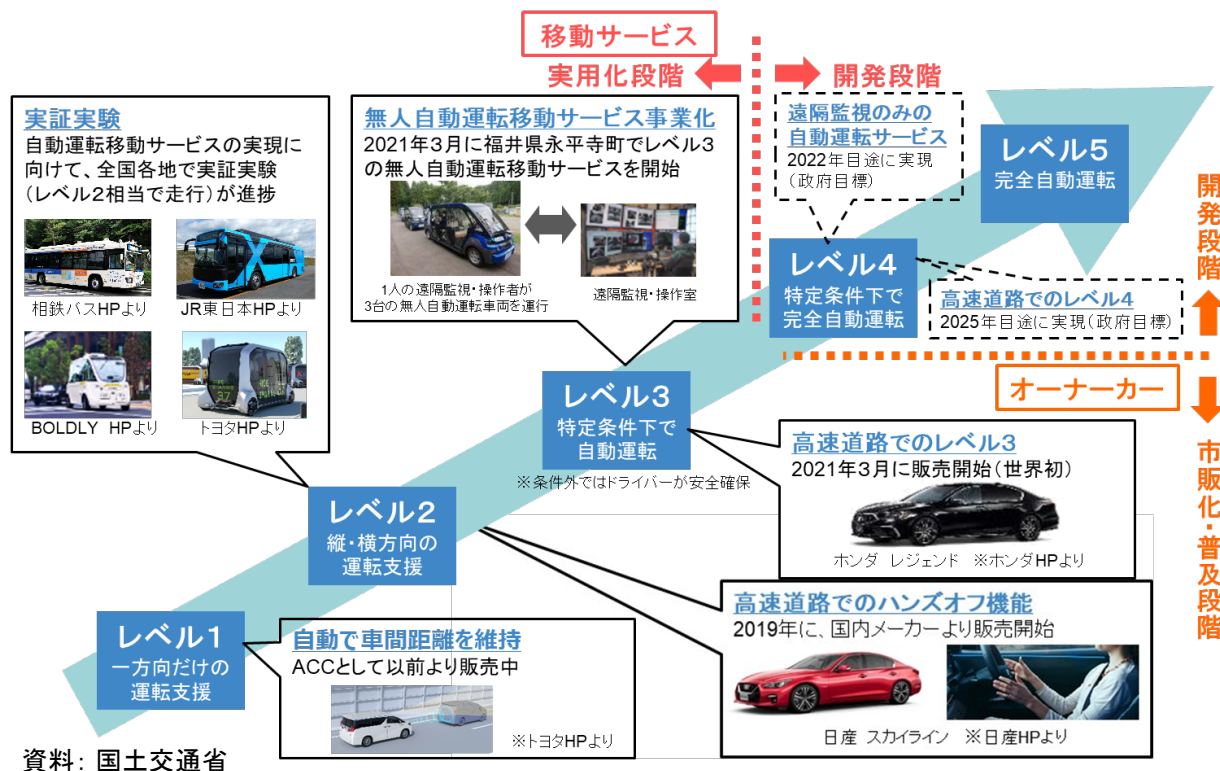 移動サービス
実用化段階
開発段階
実証実験
自動運転移動サービスの実現に
向けて、全国各地で実証実験
(レベル2相当で走行)が進捗
相鉄バスHPより
JR東日本HPより
BOLDLY HPより
トヨタHPより
無人自動運転移動サービス事業化
2021年3月に福井県永平寺町でレベル3
の無人自動運転移動サービスを開始
1人の遠隔監視・操作者が
3台の無人自動運転車両を運行
遠隔監視・操作室
遠隔監視のみの
自動運転サービス
2022年目途に実現
(政府目標)
レベル5
完全自動運転
開発段階
レベル4
特定条件下で
完全自動運転
高速道路でのレベル4
2025年目途に実現(政府目標)
オーナーカー
市販化・普及段階
レベル3
特定条件下で
自動運転
※条件外ではドライバーが安全確保
高速道路でのレベル3
2021年3月に販売開始(世界初)
ホンダ レジェンド ※ホンダHPより
レベル2
縦・横方向の
運転支援
高速道路でのハンズオフ機能
2019年に、国内メーカーより販売開始
日産 スカイライン ※日産HPより
レベル1
一方向だけの
運転支援
自動で車間距離を維持
ACCとして以前より販売中
※トヨタHPより
資料: 国土交通省